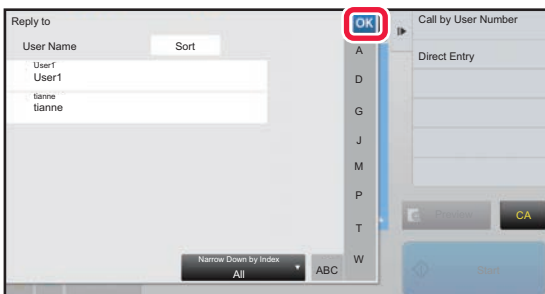 Reply to
OK
User Name
Sort
User1
User1
tianne
tianne
A
D
G
J
M
P
T
W
Narrow Down by Index
All
ABC
Call by User Number
Direct Entry
CA
Start